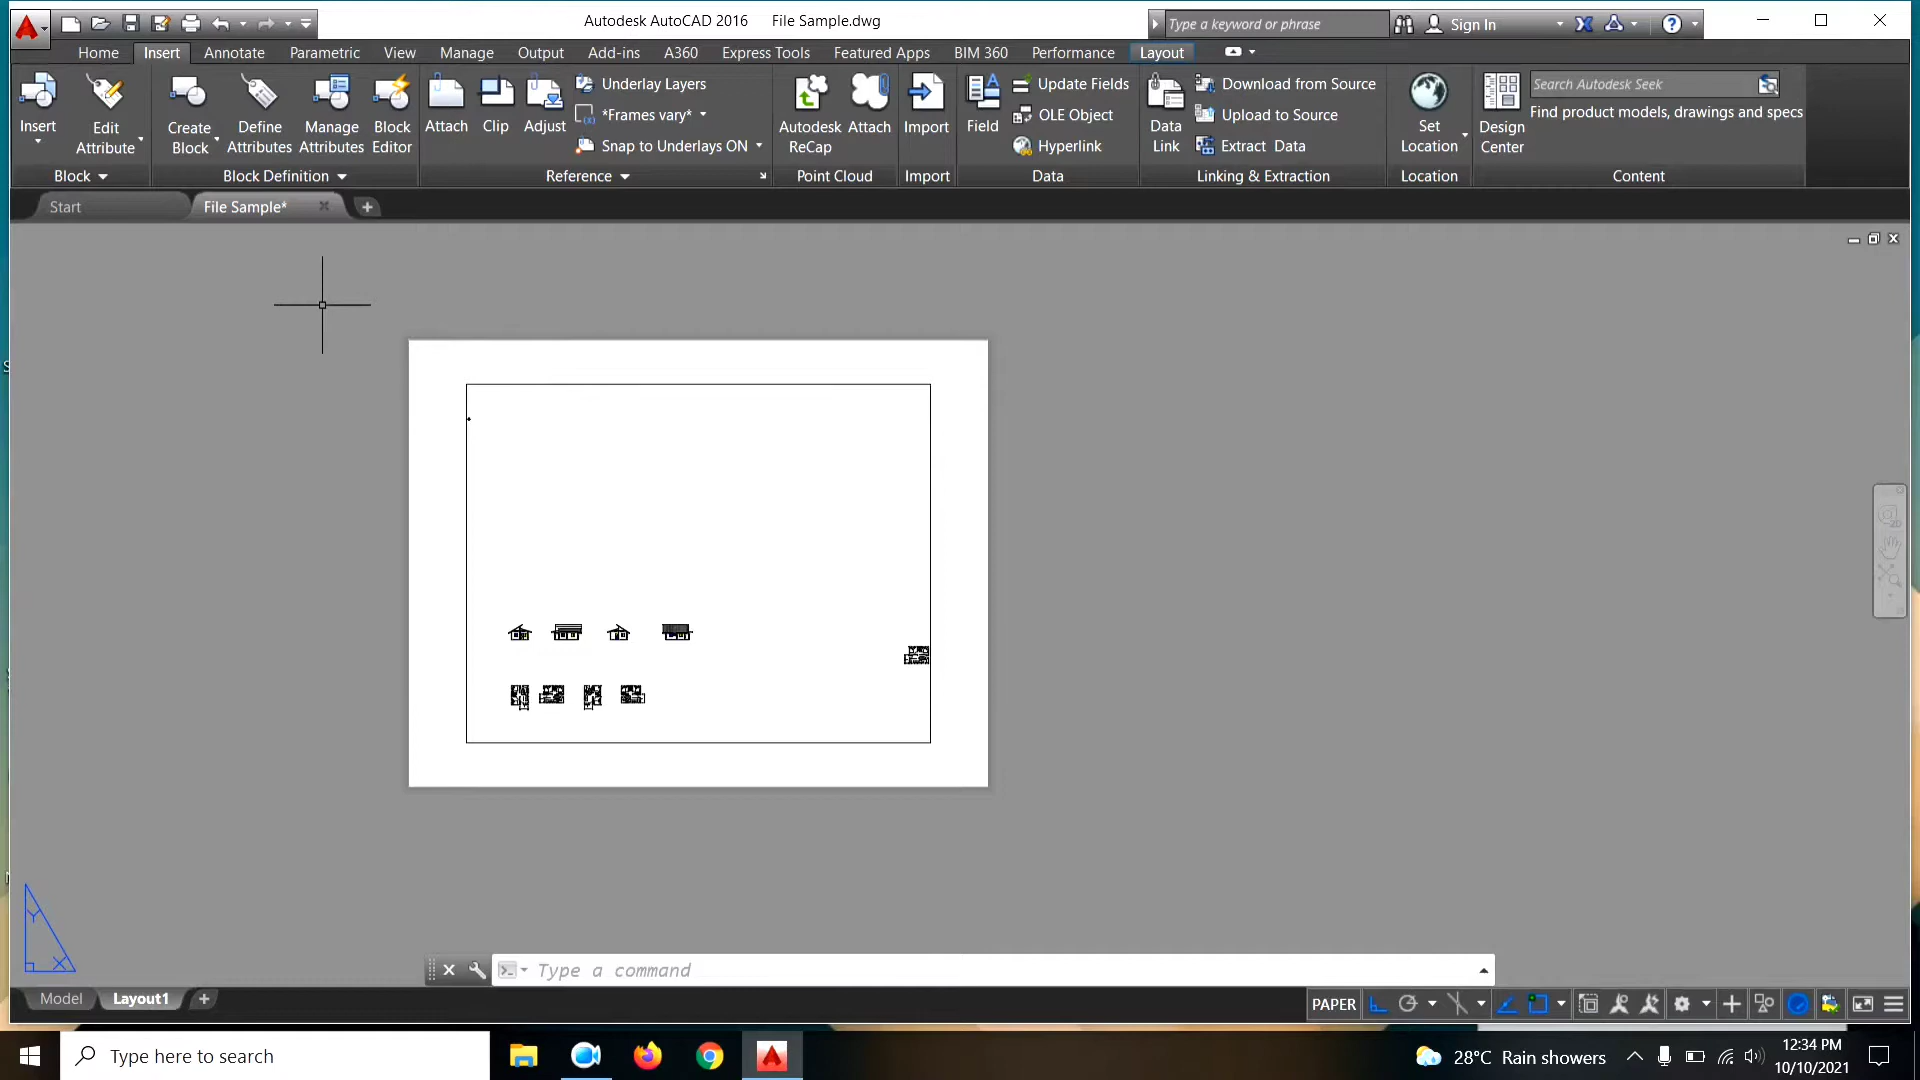 Autodesk AutoCAD 2016 File Sample.dwg
Type a keyword or phrase
Sign In
Home Insert Annotate Parametric View Manage Output Add-ins A360 Express Tools Featured Apps BIM 360 Performance Layout
Insert
Edit Attribute
Create Block
Define Attributes
Manage Attributes
Block Editor
Attach
Clip
Adjust
Underlay Layers
*Frames vary*
Snap to Underlays ON
Autodesk ReCap
Attach
Import
Field
Update Fields
OLE Object
Hyperlink
Data Link
Download from Source
Upload to Source
Extract Data
Set Location
Design Center
Search Autodesk Seek
Find product models, drawings and specs
Block
Block Definition
Reference
Point Cloud
Import
Data
Linking & Extraction
Location
Content
Start
File Sample*
Y
X
Type a command
Model
Layout1
PAPER
Type here to search
28°C Rain showers
12:34 PM
10/10/2021